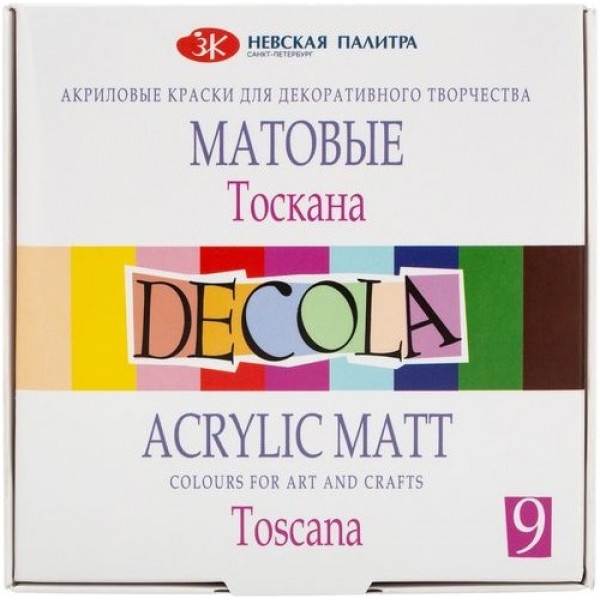 ЗК НЕВСКАЯ ПАЛИТРА
САНКТ-ПЕТЕРБУРГ
АКРИЛОВЫЕ КРАСКИ ДЛЯ ДЕКОРАТИВНОГО ТВОРЧЕСТВА
МАТОВЫЕ
Тоскана
DECOLA
ACRYLIC MATT
COLOURS FOR ART AND CRAFTS
Toscana
9